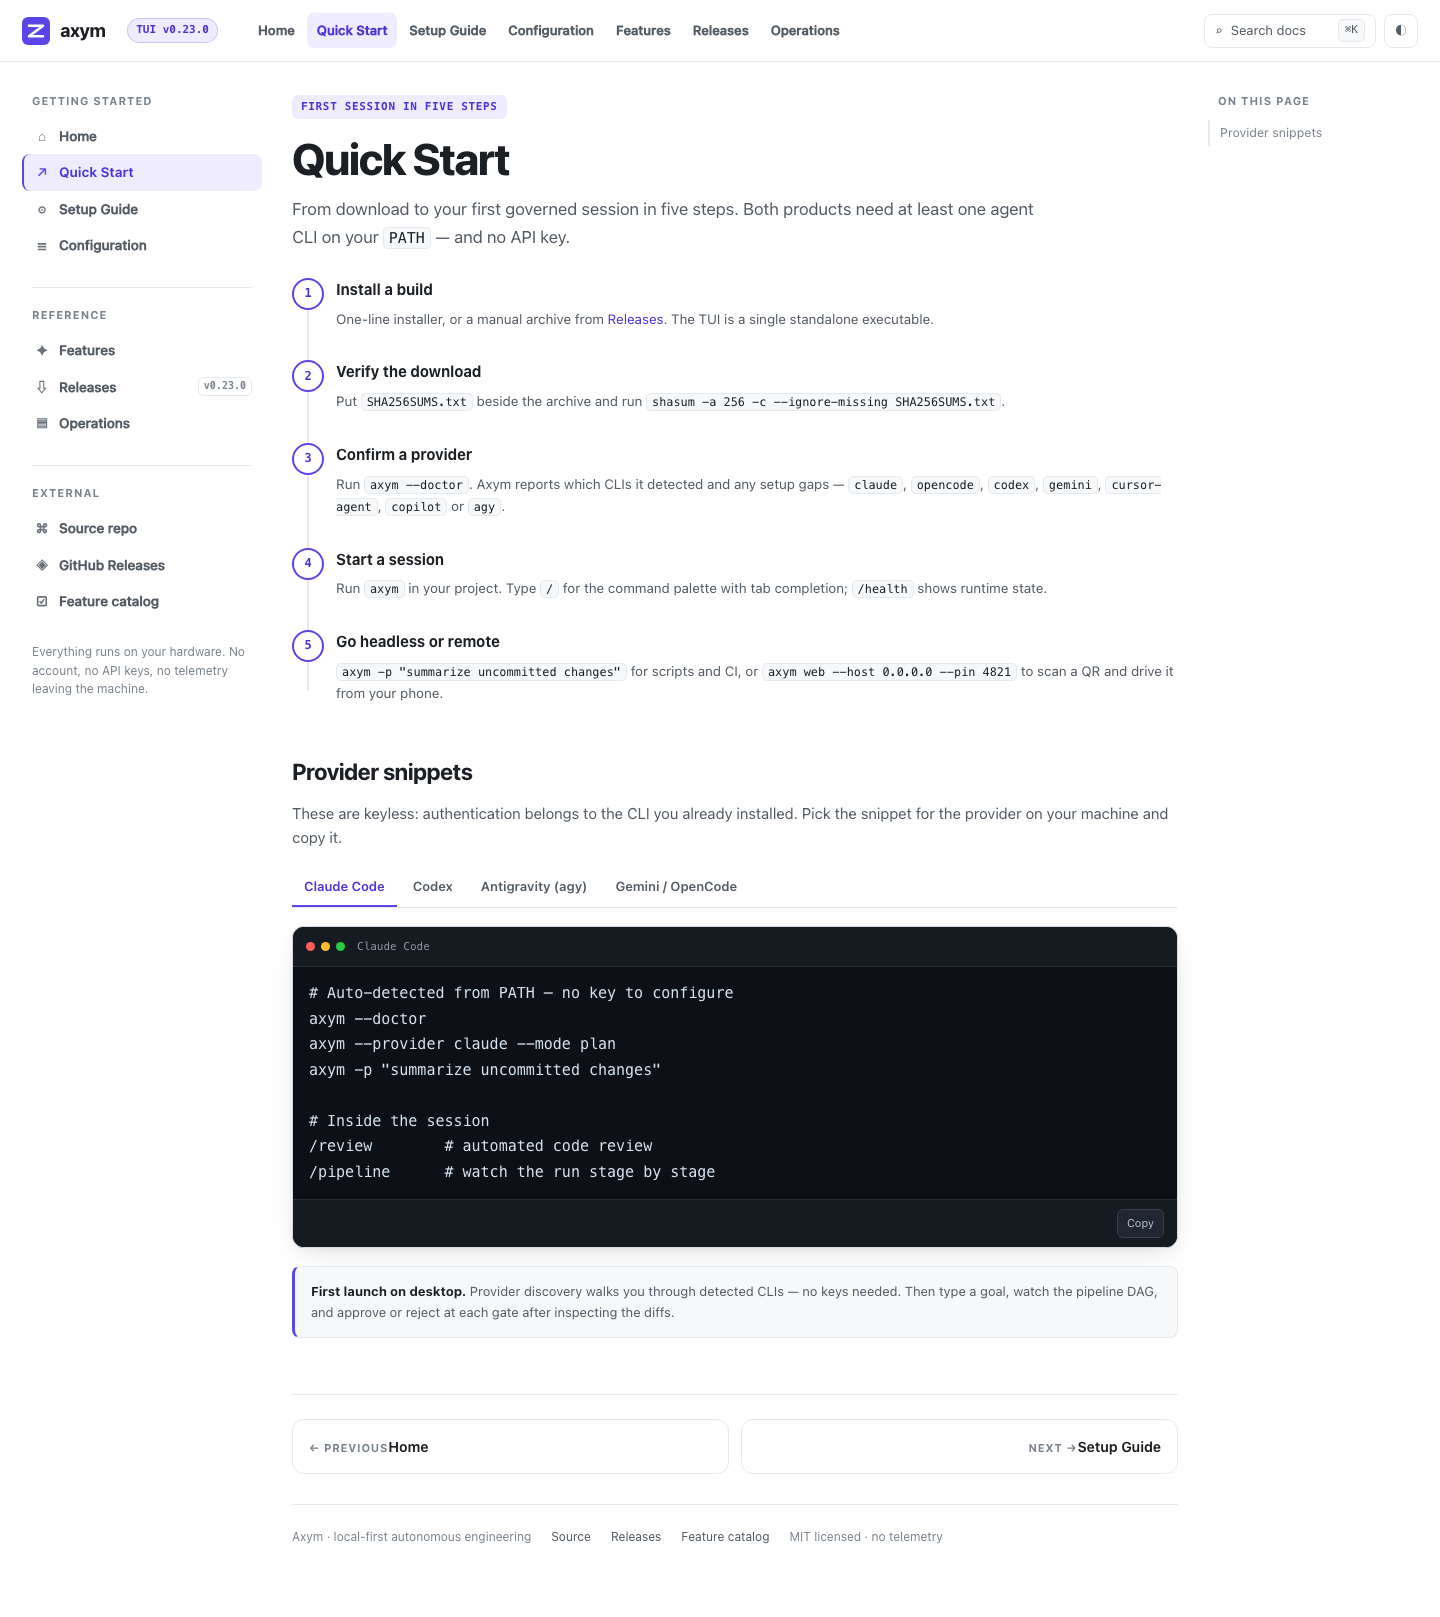 axym TUI v0.23.0 Home Quick Start Setup Guide Configuration Features Releases Operations Search docs ⌘K
GETTING STARTED
Home
Quick Start
Setup Guide
Configuration
REFERENCE
Features
Releases v0.23.0
Operations
EXTERNAL
Source repo
GitHub Releases
Feature catalog
Everything runs on your hardware. No
account, no API keys, no telemetry
leaving the machine.
FIRST SESSION IN FIVE STEPS
Quick Start
From download to your first governed session in five steps. Both products need at least one agent
CLI on your PATH — and no API key.
1 Install a build
One-line installer, or a manual archive from Releases. The TUI is a single standalone executable.
2 Verify the download
Put SHA256SUMS.txt beside the archive and run shasum -a 256 -c --ignore-missing SHA256SUMS.txt.
3 Confirm a provider
Run axym --doctor. Axym reports which CLIs it detected and any setup gaps — claude, opencode, codex, gemini, cursor-
agent, copilot or agy.
4 Start a session
Run axym in your project. Type / for the command palette with tab completion; /health shows runtime state.
5 Go headless or remote
axym -p "summarize uncommitted changes" for scripts and CI, or axym web --host 0.0.0.0 --pin 4821 to scan a QR and drive it
from your phone.
Provider snippets
These are keyless: authentication belongs to the CLI you already installed. Pick the snippet for the provider on your machine and
copy it.
Claude Code Codex Antigravity (agy) Gemini / OpenCode
Claude Code
# Auto-detected from PATH — no key to configure
axym --doctor
axym --provider claude --mode plan
axym -p "summarize uncommitted changes"
# Inside the session
/review # automated code review
/pipeline # watch the run stage by stage
Copy
First launch on desktop. Provider discovery walks you through detected CLIs — no keys needed. Then type a goal, watch the pipeline DAG,
and approve or reject at each gate after inspecting the diffs.
← PREVIOUS Home
NEXT → Setup Guide
Axym · local-first autonomous engineering Source Releases Feature catalog MIT licensed · no telemetry
ON THIS PAGE
Provider snippets